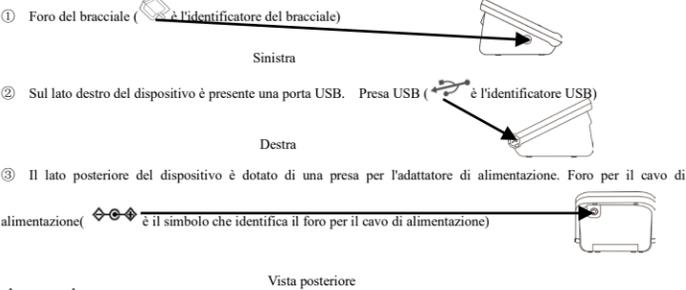 ① Foro del bracciale ( è l'identificatore del bracciale)
Sinistra
② Sul lato destro del dispositivo è presente una porta USB. Presa USB ( è l'identificatore USB)
Destra
③ Il lato posteriore del dispositivo è dotato di una presa per l'adattatore di alimentazione. Foro per il cavo di
alimentazione( è il simbolo che identifica il foro per il cavo di alimentazione)
Vista posteriore